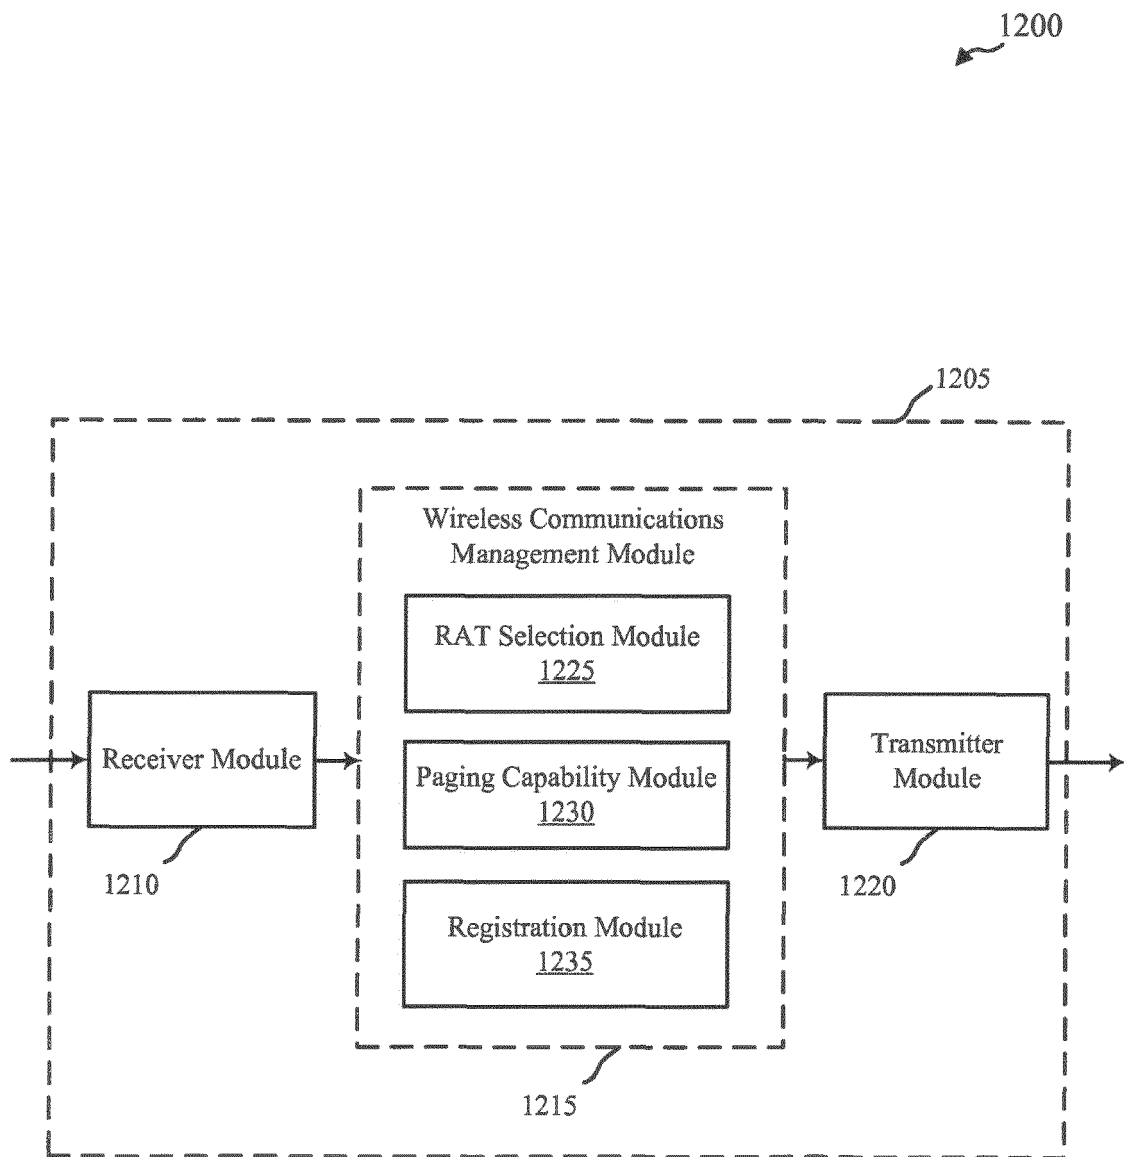 1200
1205
Wireless Communications
Management Module
RAT Selection Module
1225
Receiver Module
Paging Capability Module
1230
Transmitter
Module
1210
1220
Registration Module
1235
1215